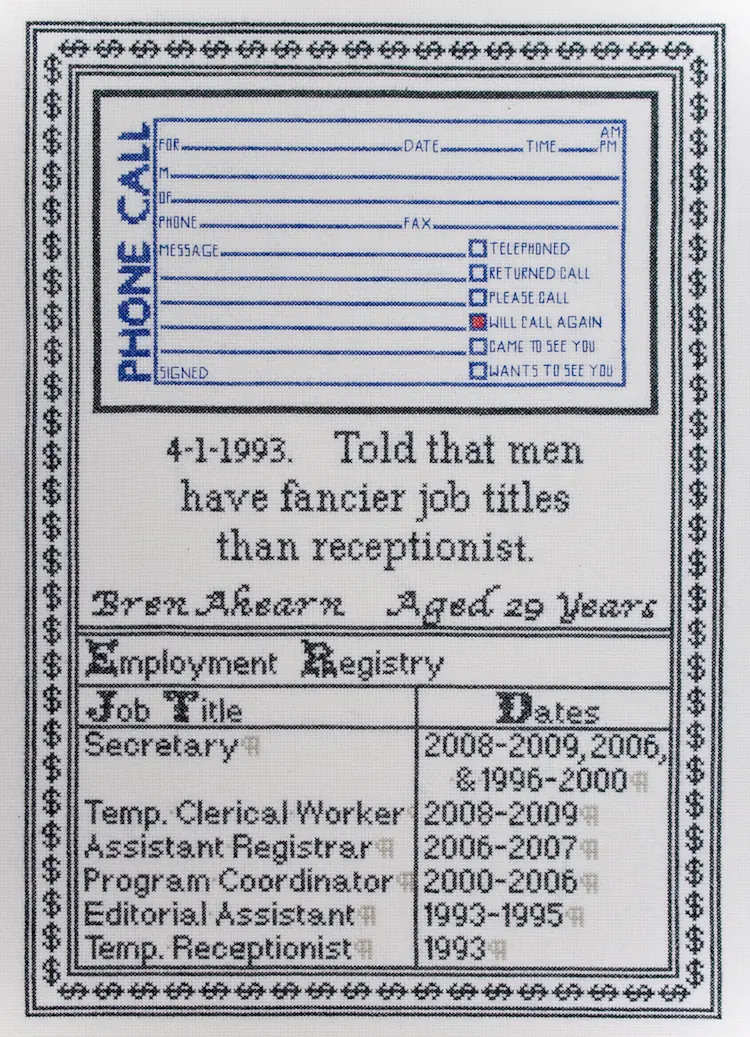 $ $ $ $ $ $ $ $ $ $ $ $ $ $ $ $ $ $ $ $
PHONE CALL
AM
FOR DATE TIME PM
M
OF
PHONE FAX
MESSAGE TELEPHONED
RETURNED CALL
PLEASE CALL
WILL CALL AGAIN
CAME TO SEE YOU
SIGNED WANTS TO SEE YOU
4-1-1993. Told that men
have fancier job titles
than receptionist.
Bren Ahearn Aged 29 Years
Employment Registry
Job Title Dates
Secretary¶ 2008-2009, 2006,
& 1996-2000¶
Temp. Clerical Worker¶ 2008-2009¶
Assistant Registrar¶ 2006-2007¶
Program Coordinator¶ 2000-2006¶
Editorial Assistant¶ 1993-1995¶
Temp. Receptionist¶ 1993¶